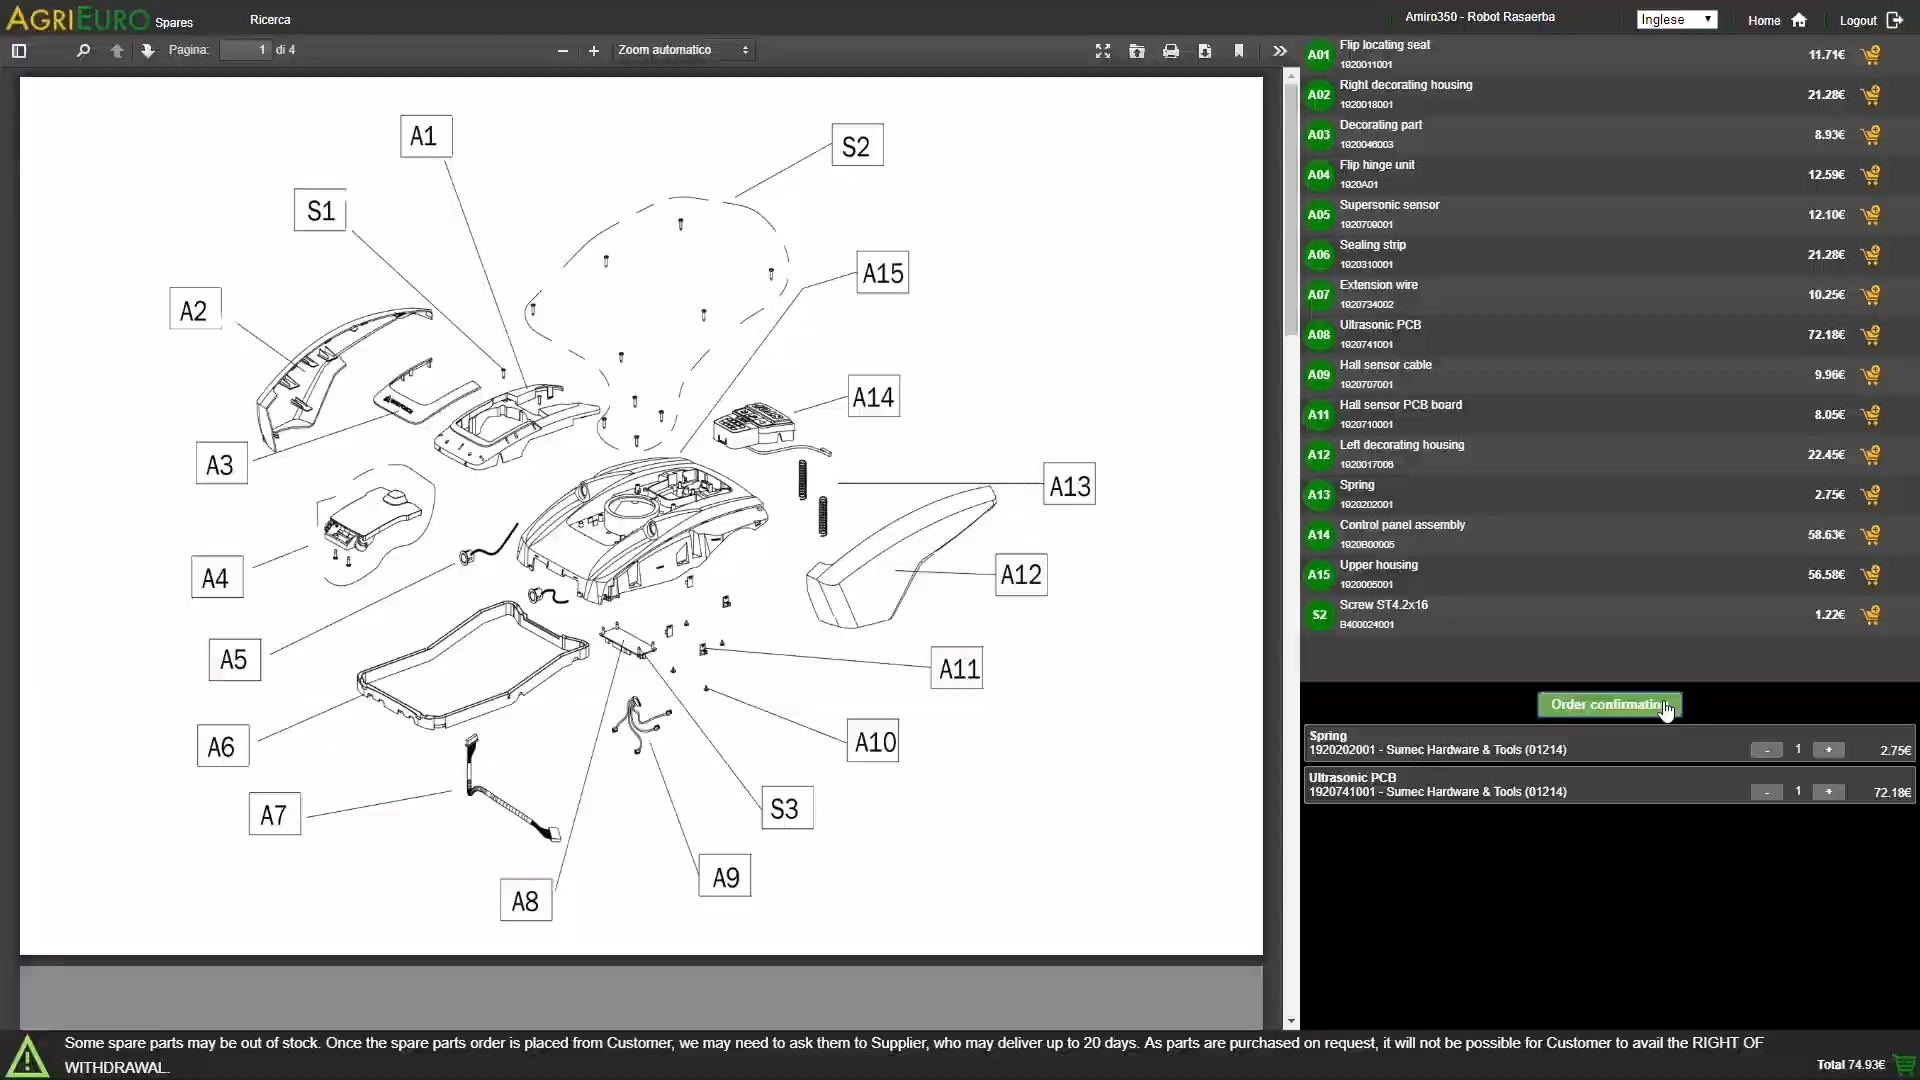 AGRIEURO Spares
Ricerca
Amiro350 - Robot Rasaerba
Inglese
Home
Logout
Pagina: 1 di 4
Zoom automatico
A1
S2
S1
A15
A2
A14
A3
A13
A4
A12
A5
A11
A6
A10
A7
S3
A9
A8
A01 Flip locating seat 11.71€
1920011001
A02 Right decorating housing 21.28€
1920018001
A03 Decorating part 8.93€
1920046003
A04 Flip hinge unit 12.59€
1920A01
A05 Supersonic sensor 12.10€
1920709001
A06 Sealing strip 21.28€
1920310001
A07 Extension wire 10.25€
1920734002
A08 Ultrasonic PCB 72.18€
1920741001
A09 Hall sensor cable 9.96€
1920707001
A11 Hall sensor PCB board 8.05€
1920710001
A12 Left decorating housing 22.45€
1920017006
A13 Spring 2.75€
1920202001
A14 Control panel assembly 58.63€
1920B00005
A15 Upper housing 56.58€
1920005001
S2 Screw ST4.2x16 1.22€
B400024001
Order confirmation
Spring
1920202001 - Sumec Hardware & Tools (01214) - 1 + 2.75€
Ultrasonic PCB
1920741001 - Sumec Hardware & Tools (01214) - 1 + 72.18€
Some spare parts may be out of stock. Once the spare parts order is placed from Customer, we may need to ask them to Supplier, who may deliver up to 20 days. As parts are purchased on request, it will not be possible for Customer to avail the RIGHT OF
WITHDRAWAL.
Total 74.93€